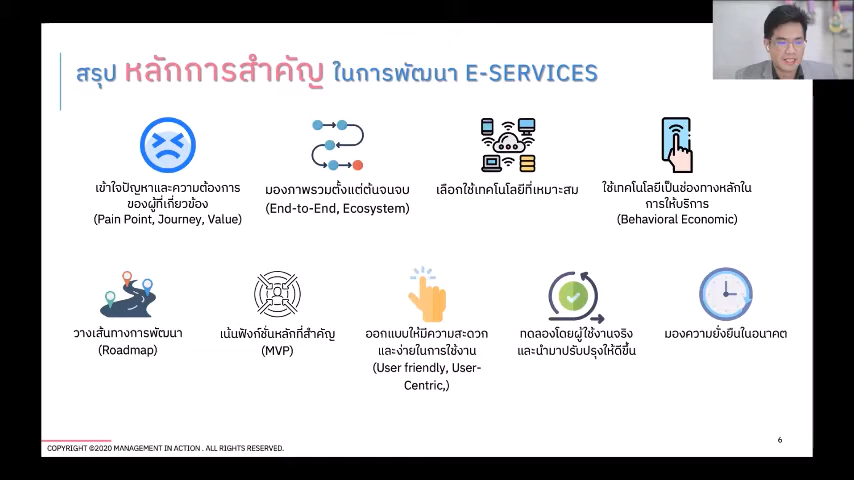 สรุป หลักการสำคัญ ในการพัฒนา E-SERVICES
เข้าใจปัญหาและความต้องการ
ของผู้ที่เกี่ยวข้อง
(Pain Point, Journey, Value)
มองภาพรวมตั้งแต่ต้นจนจบ
(End-to-End, Ecosystem)
เลือกใช้เทคโนโลยีที่เหมาะสม
ใช้เทคโนโลยีเป็นช่องทางหลักใน
การให้บริการ
(Behavioral Economic)
วางเส้นทางการพัฒนา
(Roadmap)
เน้นฟังก์ชั่นหลักที่สำคัญ
(MVP)
ออกแบบให้มีความสะดวก
และง่ายในการใช้งาน
(User friendly, User-
Centric,)
ทดลองโดยผู้ใช้งานจริง
และนำมาปรับปรุงให้ดีขึ้น
มองความยั่งยืนในอนาคต
COPYRIGHT ©2020 MANAGEMENT IN ACTION . ALL RIGHTS RESERVED.
6